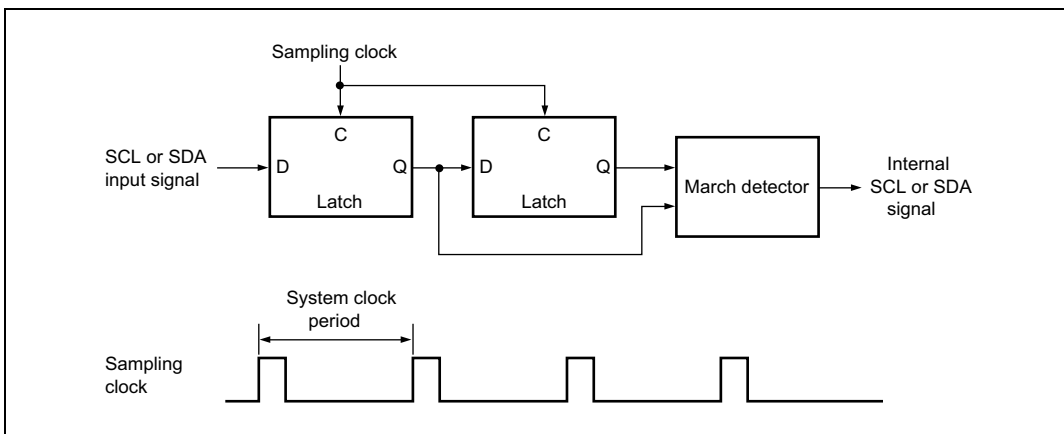 Sampling clock
C
C
SCL or SDA
input signal
D
Q
Latch
D
Q
Latch
March detector
Internal
SCL or SDA
signal
System clock
period
Sampling
clock